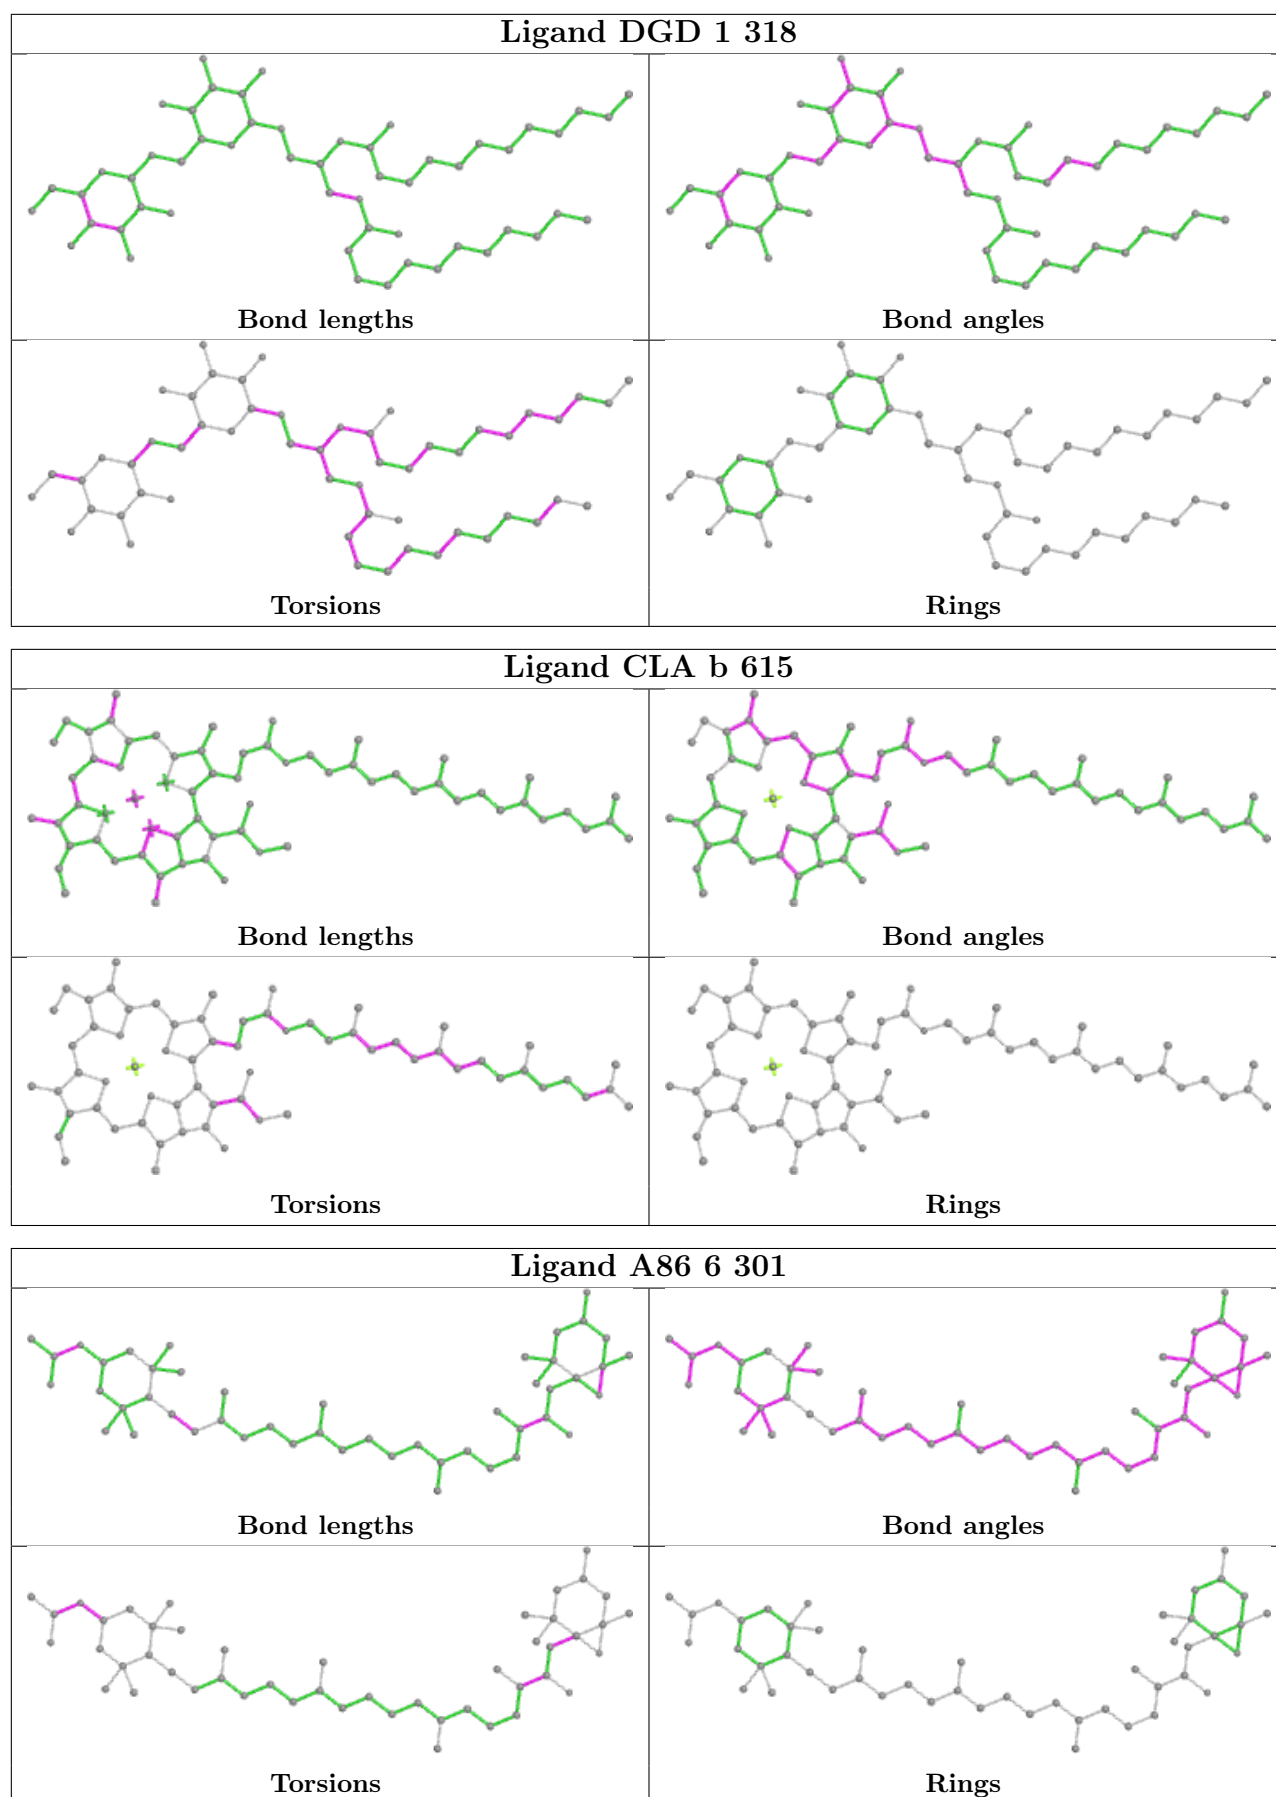 Ligand DGD 1 318
Bond lengths
Bond angles
Torsions
Rings
Ligand CLA b 615
Bond lengths
Bond angles
Torsions
Rings
Ligand A86 6 301
Bond lengths
Bond angles
Torsions
Rings